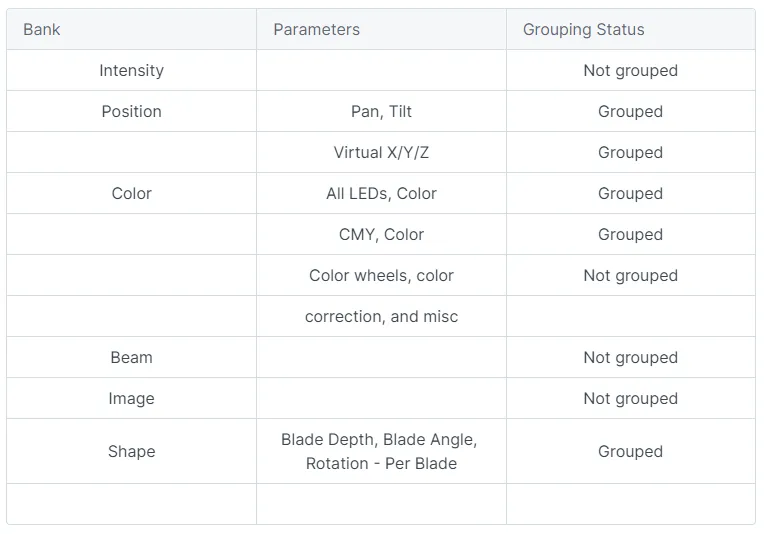 Bank Parameters Grouping Status
Intensity Not grouped
Position Pan, Tilt Grouped
Virtual X/Y/Z Grouped
Color All LEDs, Color Grouped
CMY, Color Grouped
Color wheels, color Not grouped
correction, and misc
Beam Not grouped
Image Not grouped
Shape Blade Depth, Blade Angle, Grouped
Rotation - Per Blade